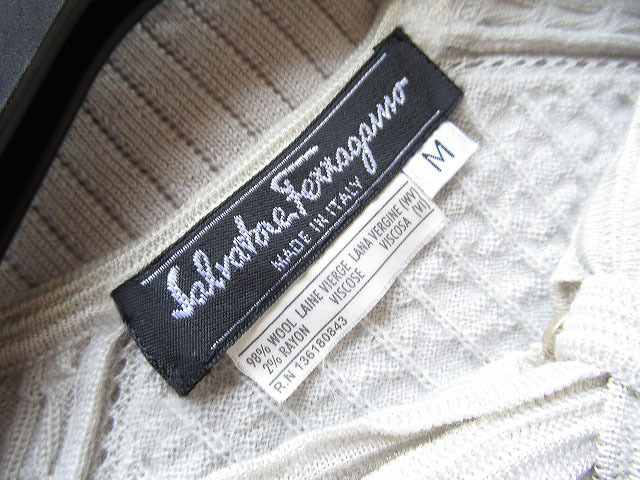 Salvatore Ferragamo
MADE IN ITALY
M
98% WOOL LAINE VIERGE LANA VERGINE (WV)
2% RAYON VISCOSE VISCOSA (VI)
R.N 136180843